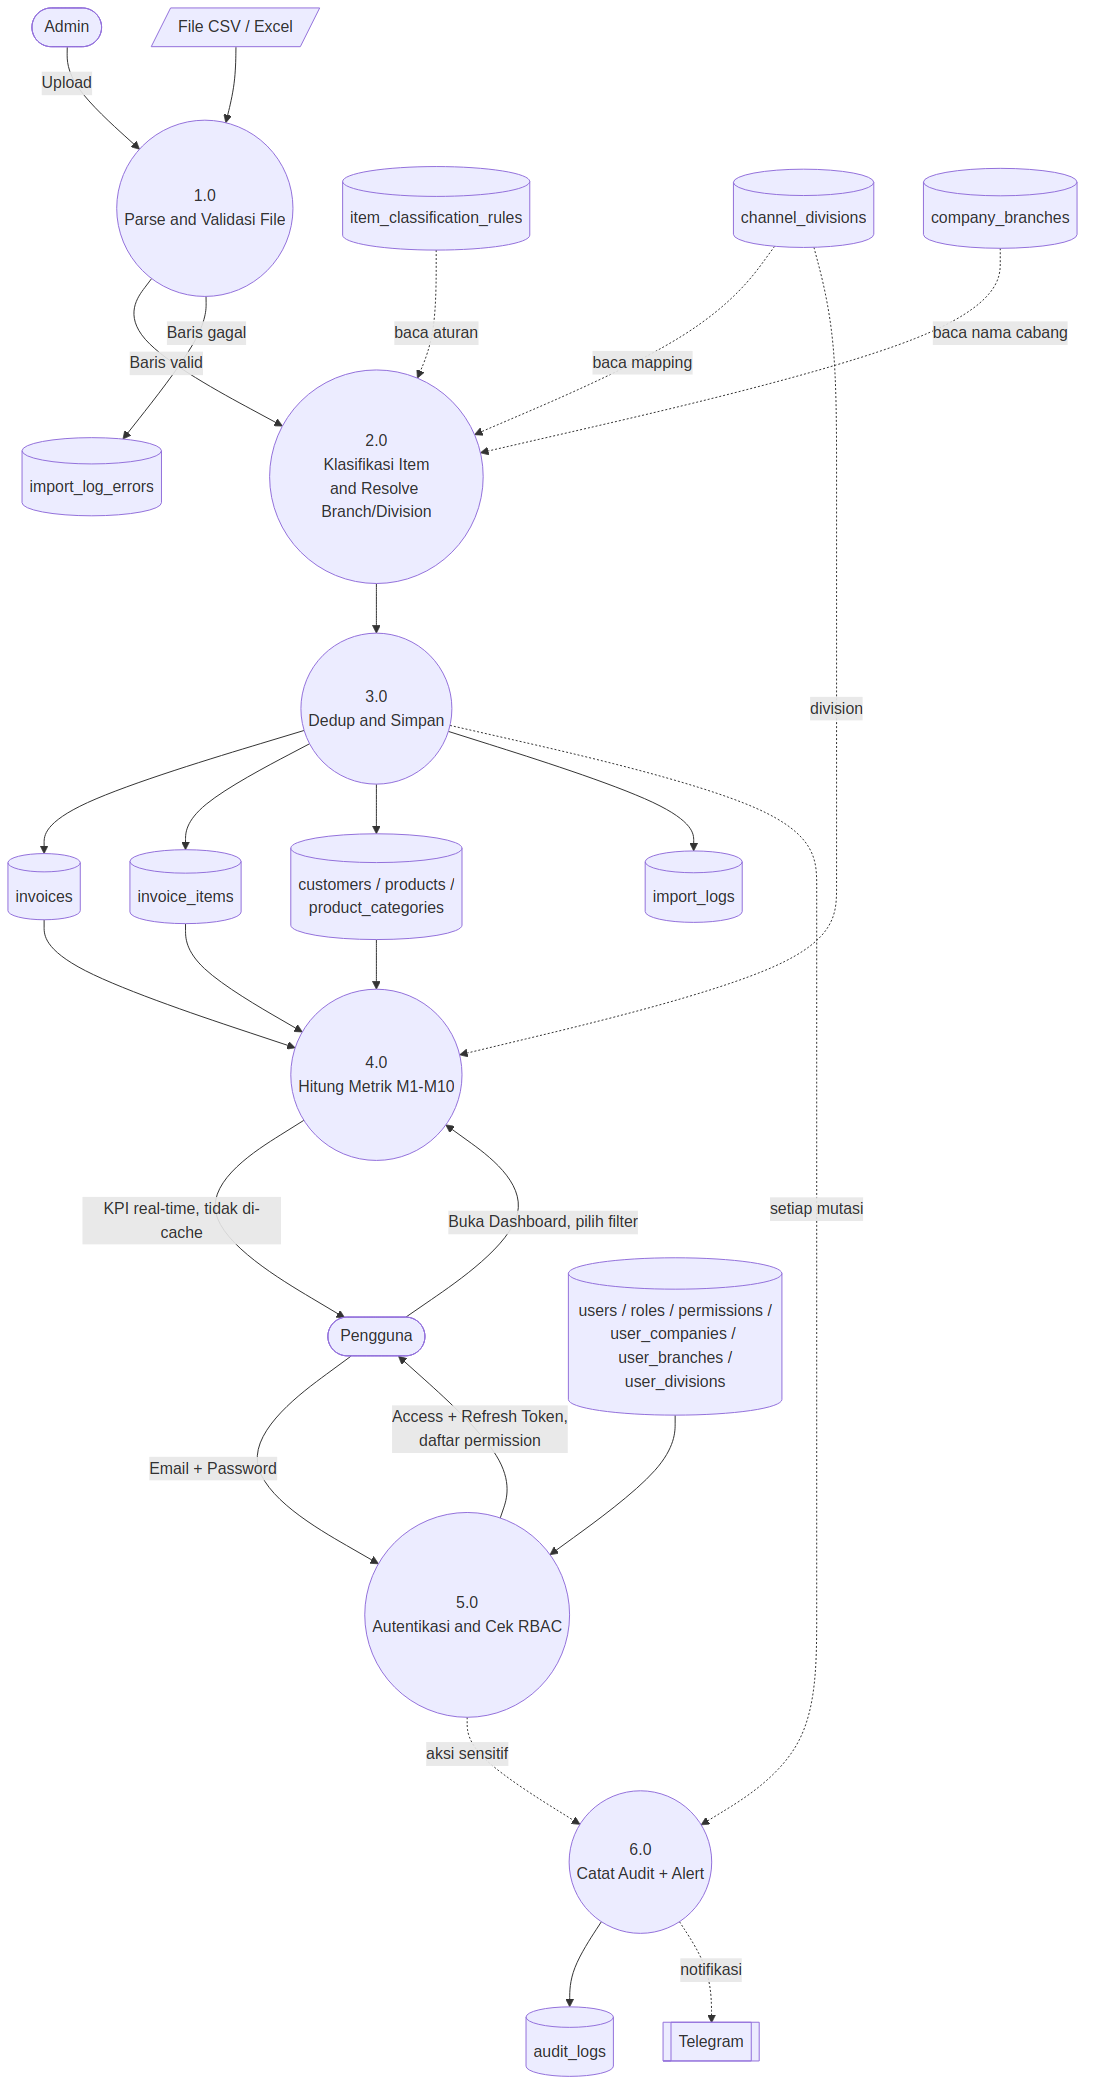 Admin
File CSV / Excel
Upload
1.0
Parse and Validasi File
item_classification_rules
channel_divisions
company_branches
Baris gagal
baca aturan
baca nama cabang
Baris valid
baca mapping
2.0
Klasifikasi Item
and Resolve
Branch/Division
import_log_errors
3.0
Dedup and Simpan
division
invoices
invoice_items
customers / products /
product_categories
import_logs
4.0
Hitung Metrik M1-M10
KPI real-time, tidak di-
cache
Buka Dashboard, pilih filter
setiap mutasi
Pengguna
users / roles / permissions /
user_companies /
user_branches /
user_divisions
Access + Refresh Token,
daftar permission
Email + Password
5.0
Autentikasi and Cek RBAC
aksi sensitif
6.0
Catat Audit + Alert
notifikasi
audit_logs
Telegram